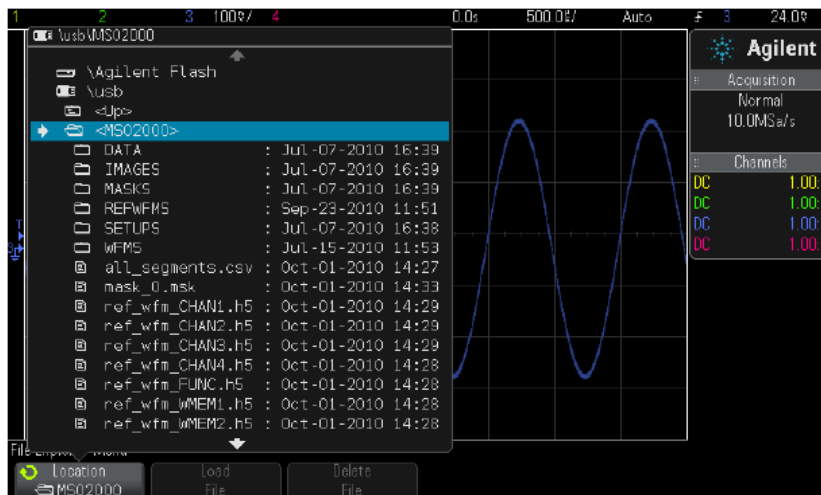 1 2 3 100V/ 4 0.0s 500.0µ/ Auto 3 24.0V
\usb\MSO2000
\Agilent Flash
\usb
<Up>
<MSO2000>
DATA : Jul-07-2010 16:39
IMAGES : Jul-07-2010 16:39
MASKS : Jul-07-2010 16:39
REFWFMS : Sep-23-2010 11:51
SETUPS : Jul-07-2010 16:38
WFMS : Jul-15-2010 11:53
all_segments.csv : Oct-01-2010 14:27
mask_0.msk : Oct-01-2010 14:33
ref_wfm_CHAN1.h5 : Oct-01-2010 14:29
ref_wfm_CHAN2.h5 : Oct-01-2010 14:29
ref_wfm_CHAN3.h5 : Oct-01-2010 14:29
ref_wfm_CHAN4.h5 : Oct-01-2010 14:28
ref_wfm_FUNC.h5 : Oct-01-2010 14:28
ref_wfm_WMEM1.h5 : Oct-01-2010 14:28
ref_wfm_WMEM2.h5 : Oct-01-2010 14:28
T
Agilent
Acquisition
Normal
10.0MSa/s
Channels
DC 1.00:
DC 1.00:
DC 1.00:
DC 1.00:
Location
MSO2000
Load
File
Delete
File